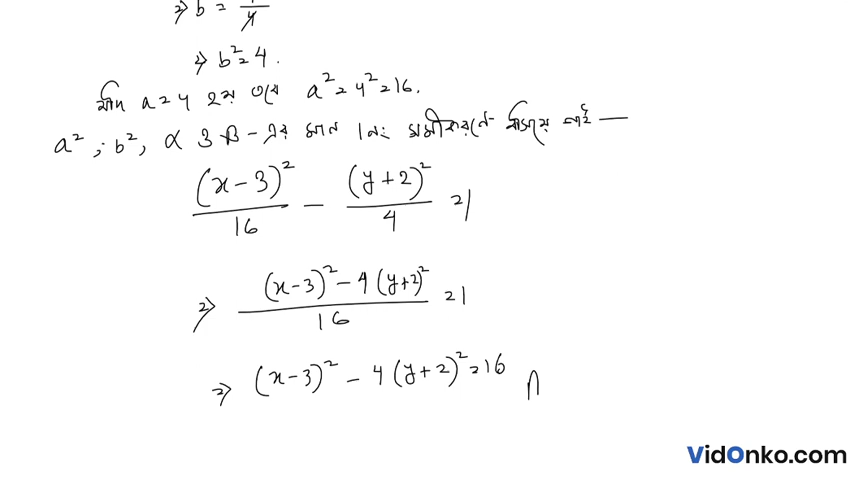 ⇒ b =
⇒ b² = 4.
যদি a = 4 হয় তবে a² = 4² = 16.
a², b², α ও β - এর মান 1 নং সমীকরণে বসিয়ে পাই —
(x - 3)²/16 - (y + 2)²/4 = 1
⇒ ((x - 3)² - 4(y + 2)²)/16 = 1
⇒ (x - 3)² - 4(y + 2)² = 16
VidOnko.com